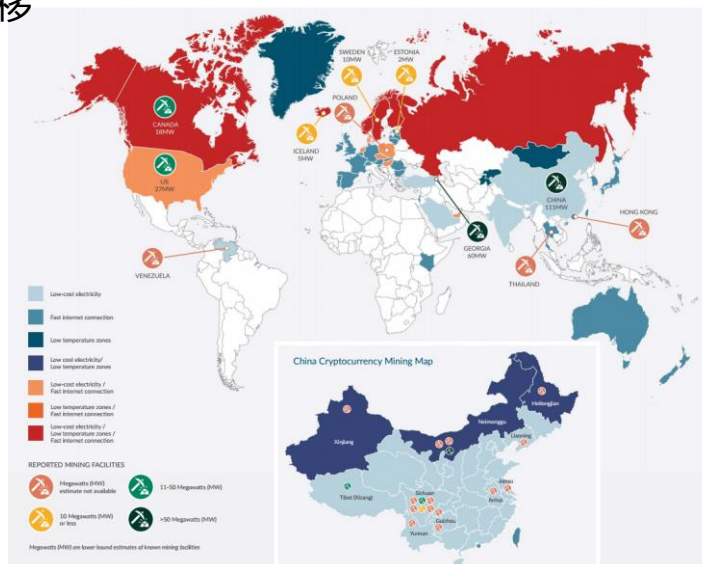 移
SWEDEN
10MW
ESTONIA
2MW
POLAND
CANADA
18MW
ICELAND
5MW
US
27MW
CHINA
111MW
HONG KONG
GEORGIA
60MW
VENEZUELA
THAILAND
Low-cost electricity
Fast internet connection
Low temperature zones
Low cost electricity/
Low temperature zones
Low-cost electricity /
Fast internet connection
Low temperature zones /
Fast internet connection
Low-cost electricity /
Low temperature zones /
Fast internet connection
REPORTED MINING FACILITIES
Megawatts (MW)
estimate not available
11-50 Megawatts (MW)
10 Megawatts (MW)
or less
>50 Megawatts (MW)
Megawatts (MW) are lower bound estimates of known mining facilities
China Cryptocurrency Mining Map
Heilongjian
Neimonggu
Xinjiang
Liaoning
Tibet (Xizang)
Sichuan
Jiangsu
Anhui
Guizhou
Yunnan